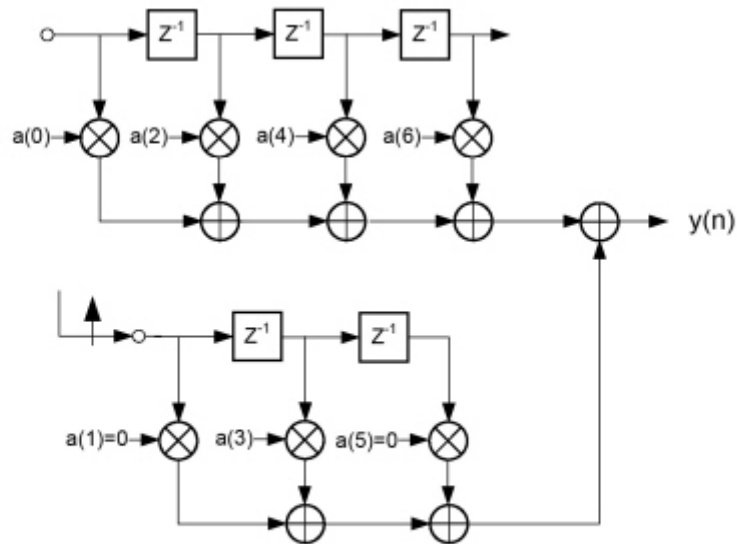 Z⁻¹ Z⁻¹ Z⁻¹
a(0) a(2) a(4) a(6)
y(n)
Z⁻¹ Z⁻¹
a(1)=0 a(3) a(5)=0